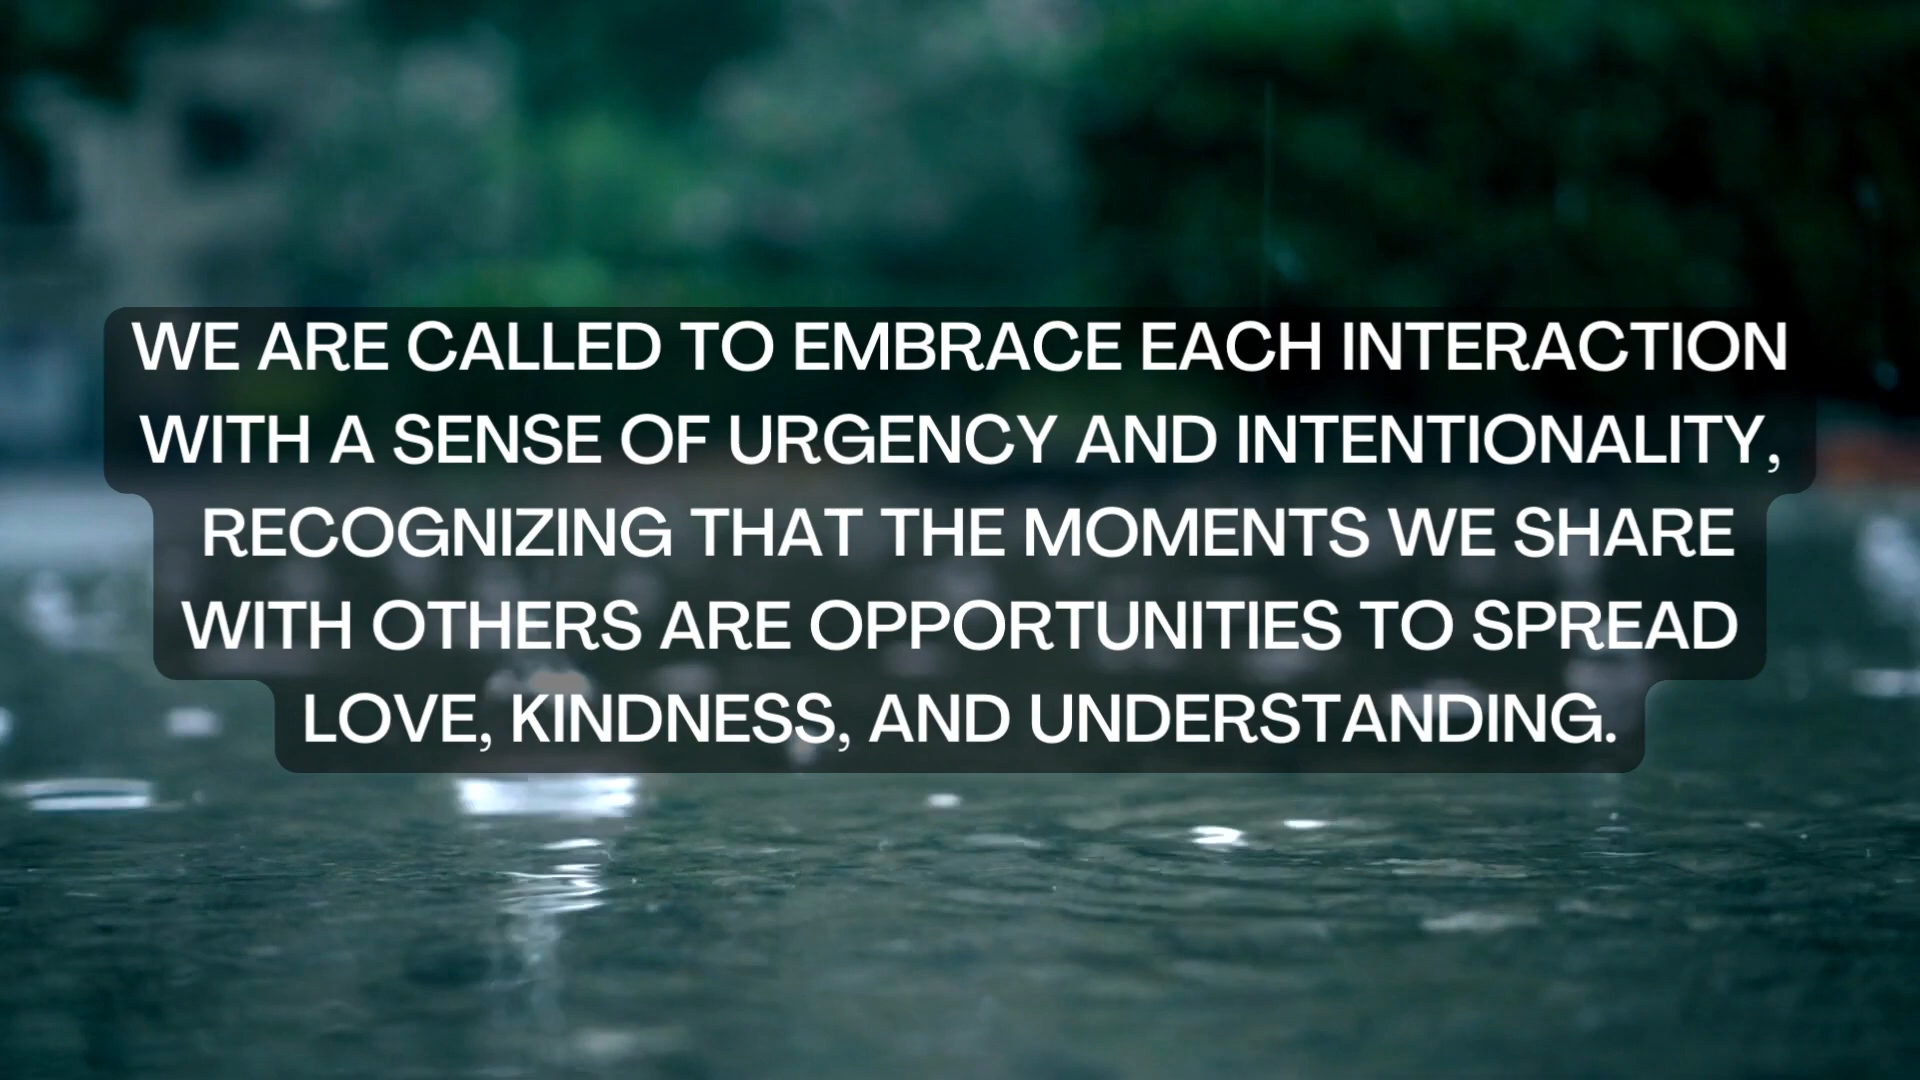 WE ARE CALLED TO EMBRACE EACH INTERACTION
WITH A SENSE OF URGENCY AND INTENTIONALITY,
RECOGNIZING THAT THE MOMENTS WE SHARE
WITH OTHERS ARE OPPORTUNITIES TO SPREAD
LOVE, KINDNESS, AND UNDERSTANDING.